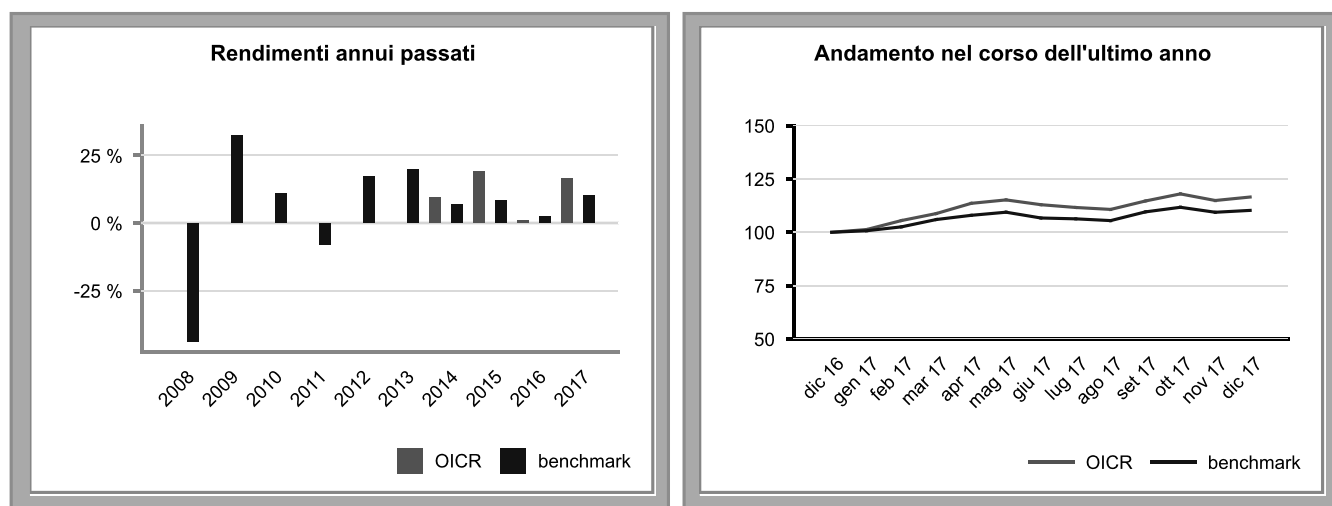 Rendimenti annui passati
25 %
0 %
-25 %
2008
2009
2010
2011
2012
2013
2014
2015
2016
2017
OICR
benchmark
Andamento nel corso dell'ultimo anno
150
125
100
75
50
dic 16
gen 17
feb 17
mar 17
apr 17
mag 17
giu 17
lug 17
ago 17
set 17
ott 17
nov 17
dic 17
OICR
benchmark